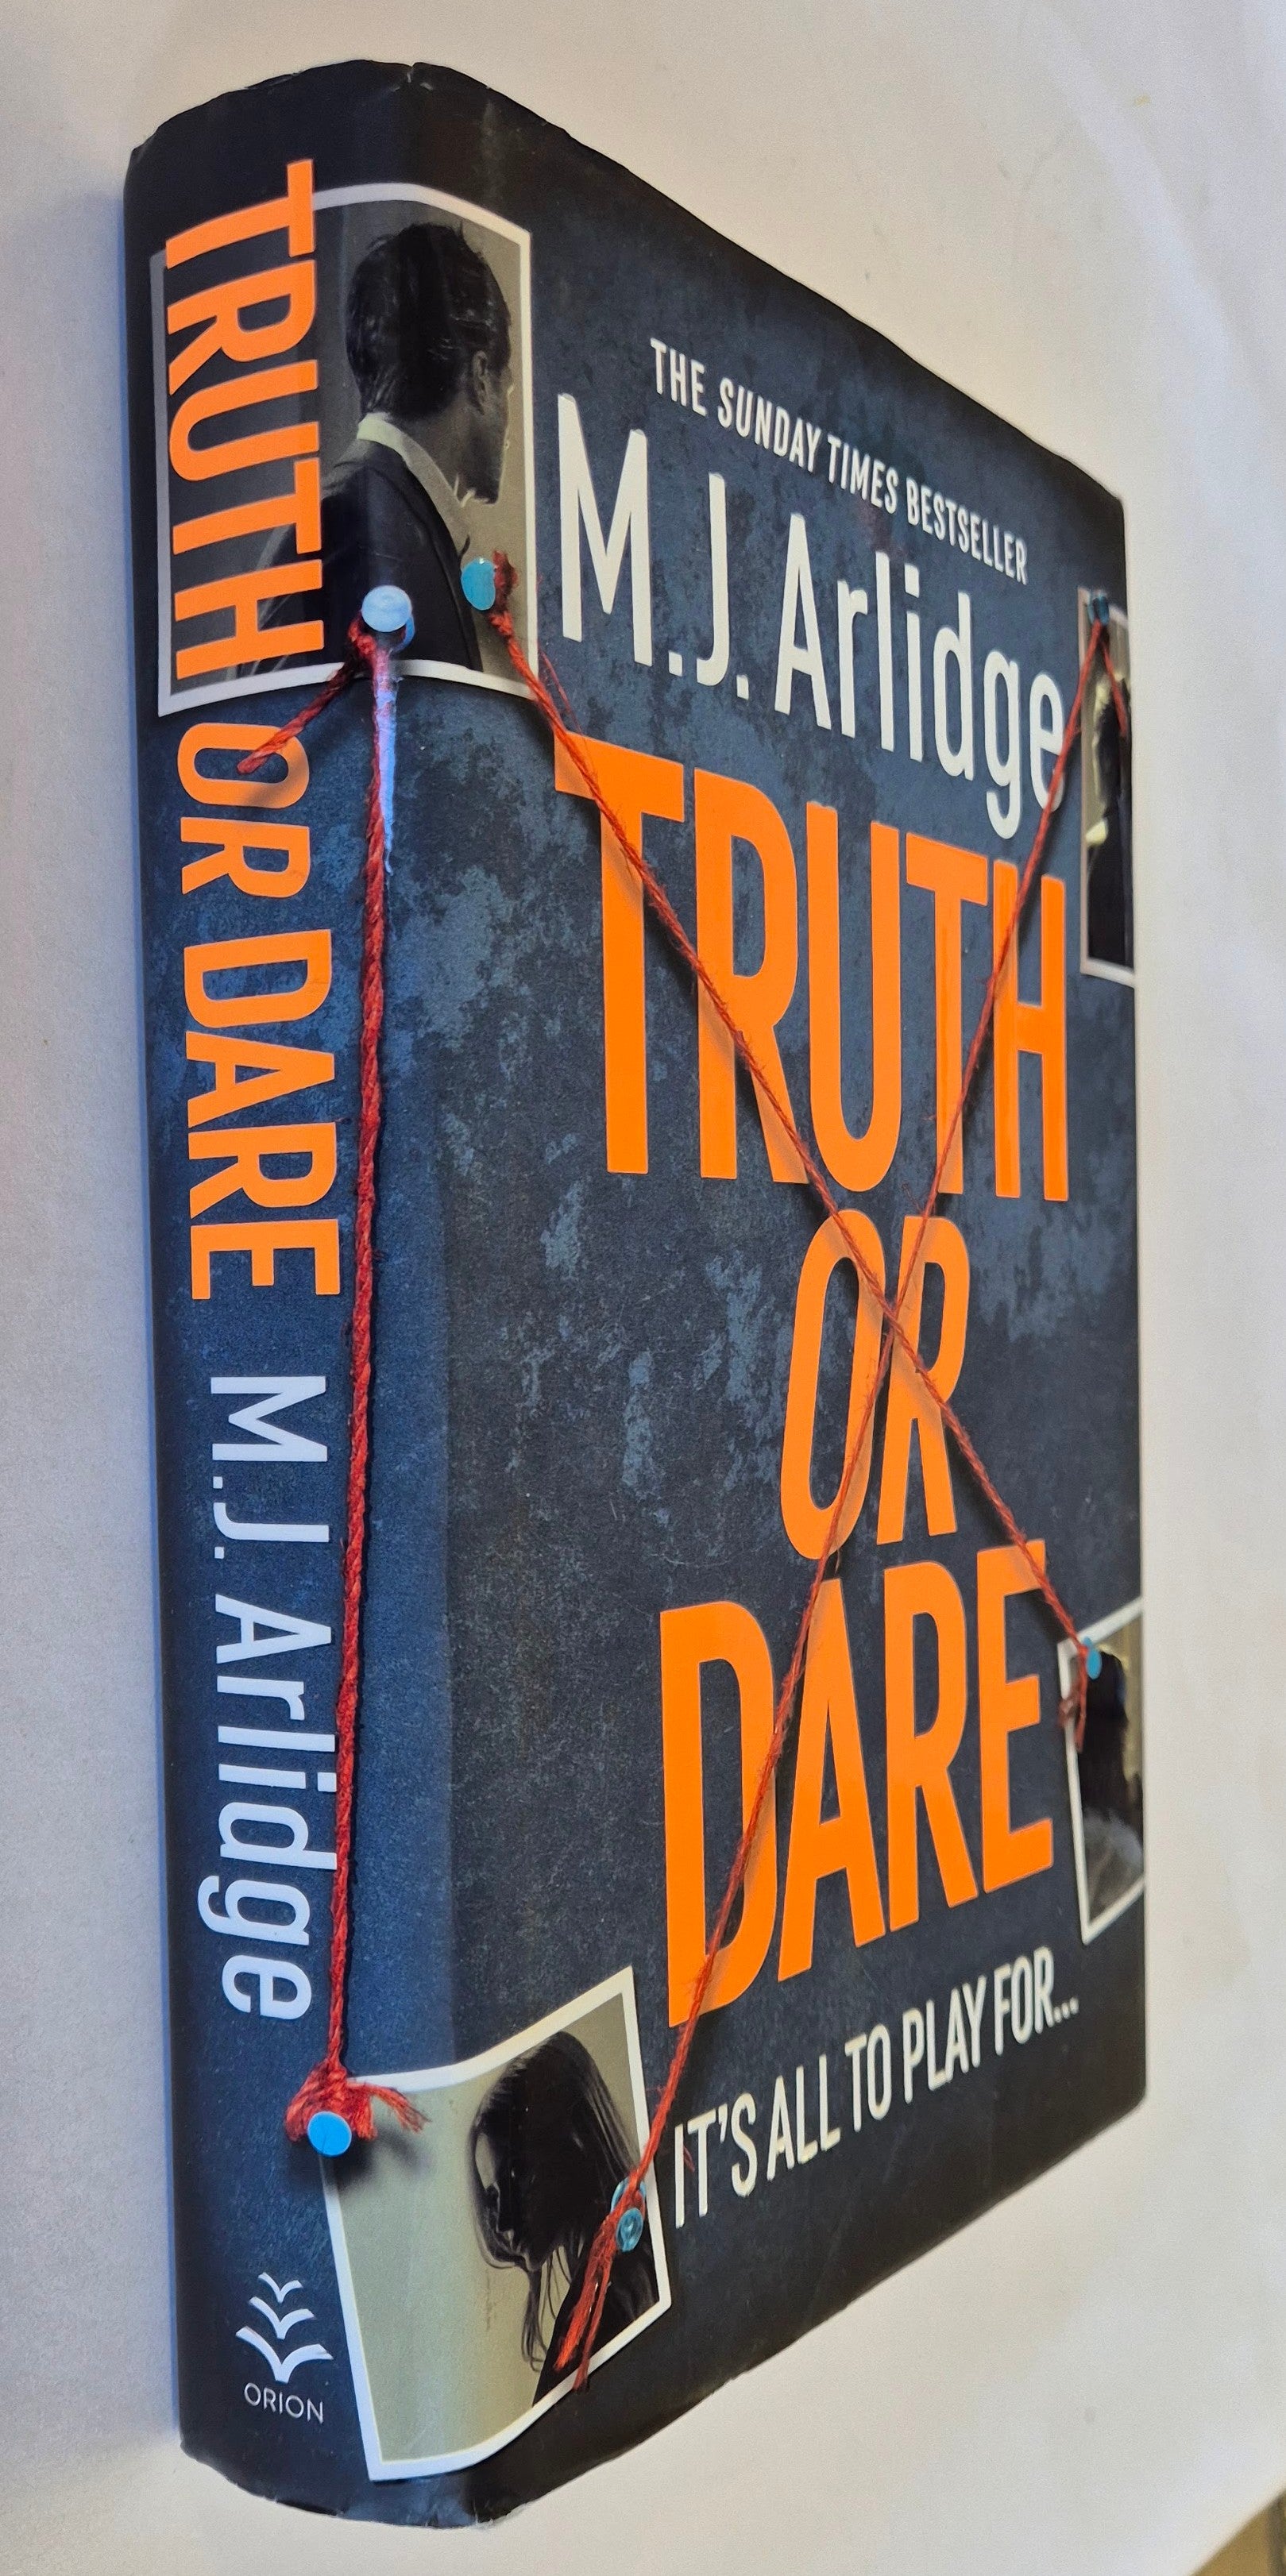 TRUTH OR DARE M.J. Arlidge
ORION
THE SUNDAY TIMES BESTSELLER
M.J. Arlidge
TRUTH
OR
DARE
IT'S ALL TO PLAY FOR...